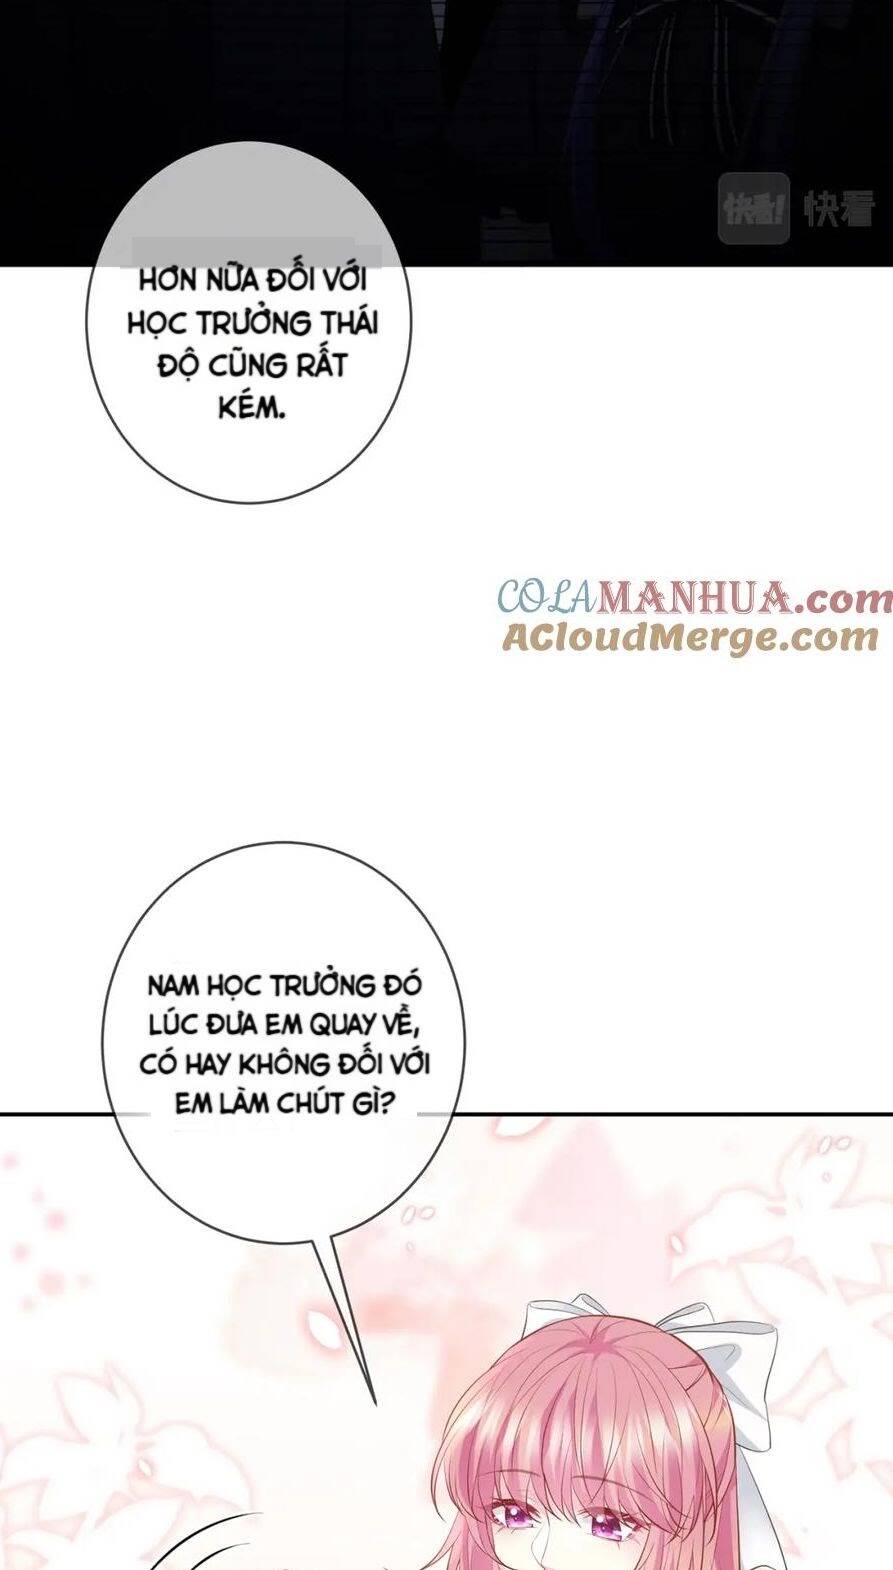 快看! 快看
HƠN NỮA ĐỐI VỚI
HỌC TRƯỞNG THÁI
ĐỘ CŨNG RẤT
KÉM.
COLAMANHUA.com
ACloudMerge.com
NAM HỌC TRƯỞNG ĐÓ
LÚC ĐƯA EM QUAY VỀ,
CÓ HAY KHÔNG ĐỐI VỚI
EM LÀM CHÚT GÌ?